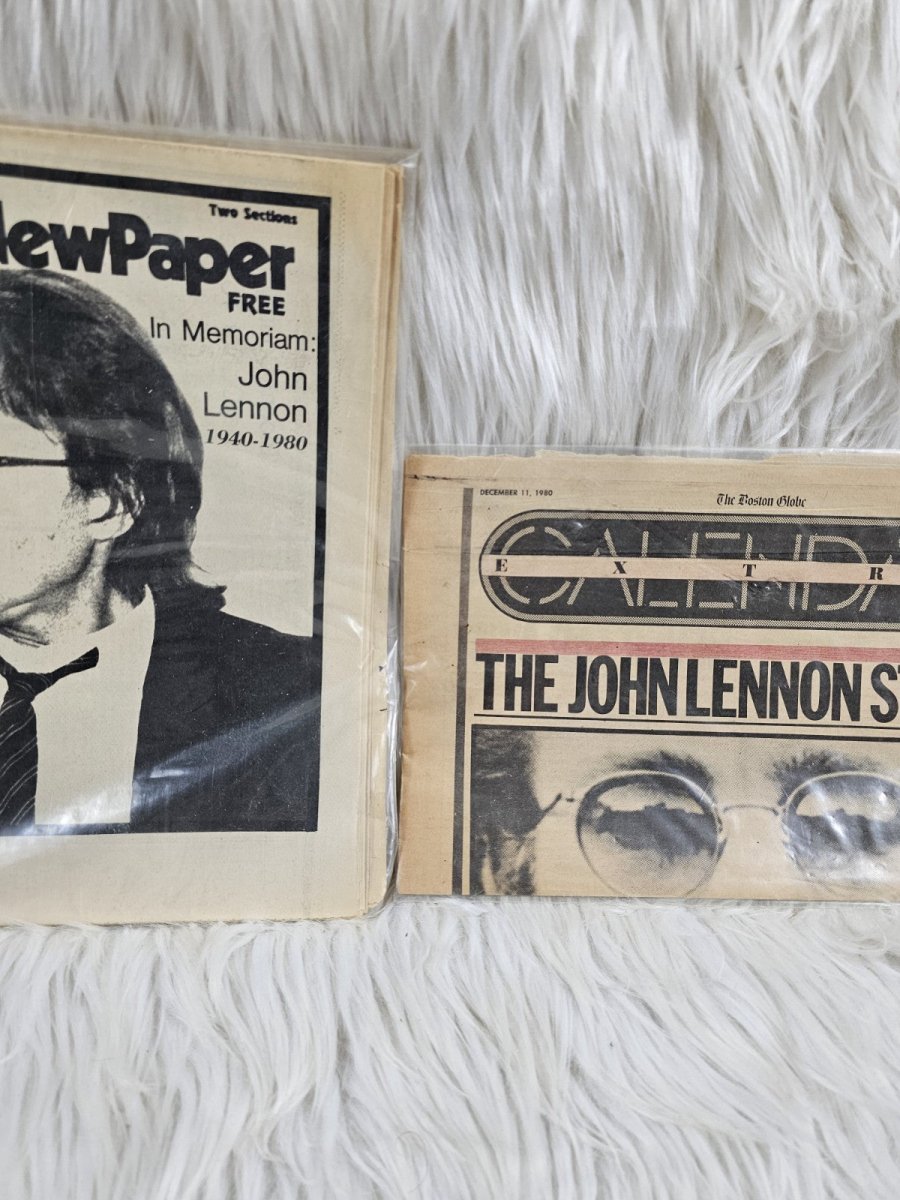 Two Sections
NewPaper
FREE
In Memoriam:
John
Lennon
1940-1980
DECEMBER 11, 1980
The Boston Globe
CALENDA
E X T R
THE JOHN LENNON ST